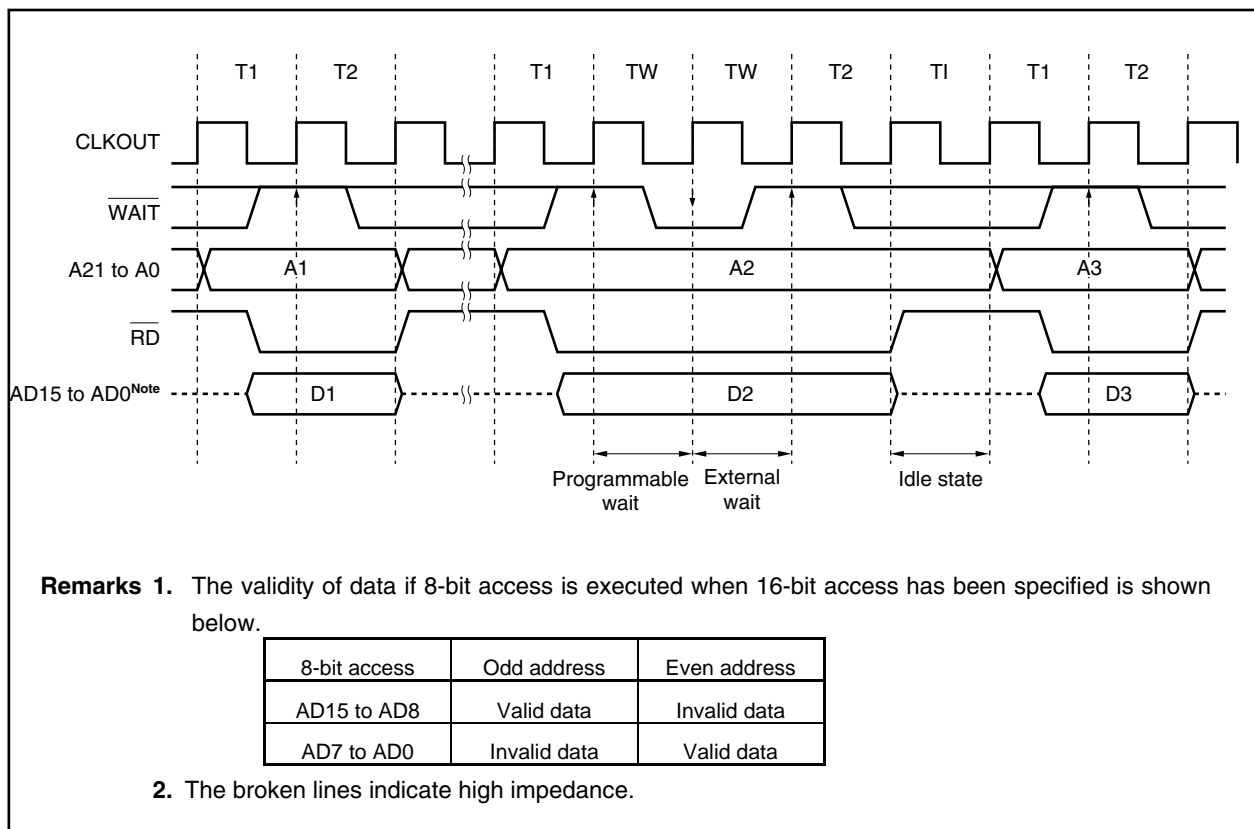 T1 T2 T1 TW TW T2 TI T1 T2
CLKOUT
WAIT
A21 to A0 A1 A2 A3
RD
AD15 to AD0Note D1 D2 D3
Programmable wait
External wait
Idle state
Remarks 1. The validity of data if 8-bit access is executed when 16-bit access has been specified is shown
below.
8-bit access Odd address Even address
AD15 to AD8 Valid data Invalid data
AD7 to AD0 Invalid data Valid data
2. The broken lines indicate high impedance.